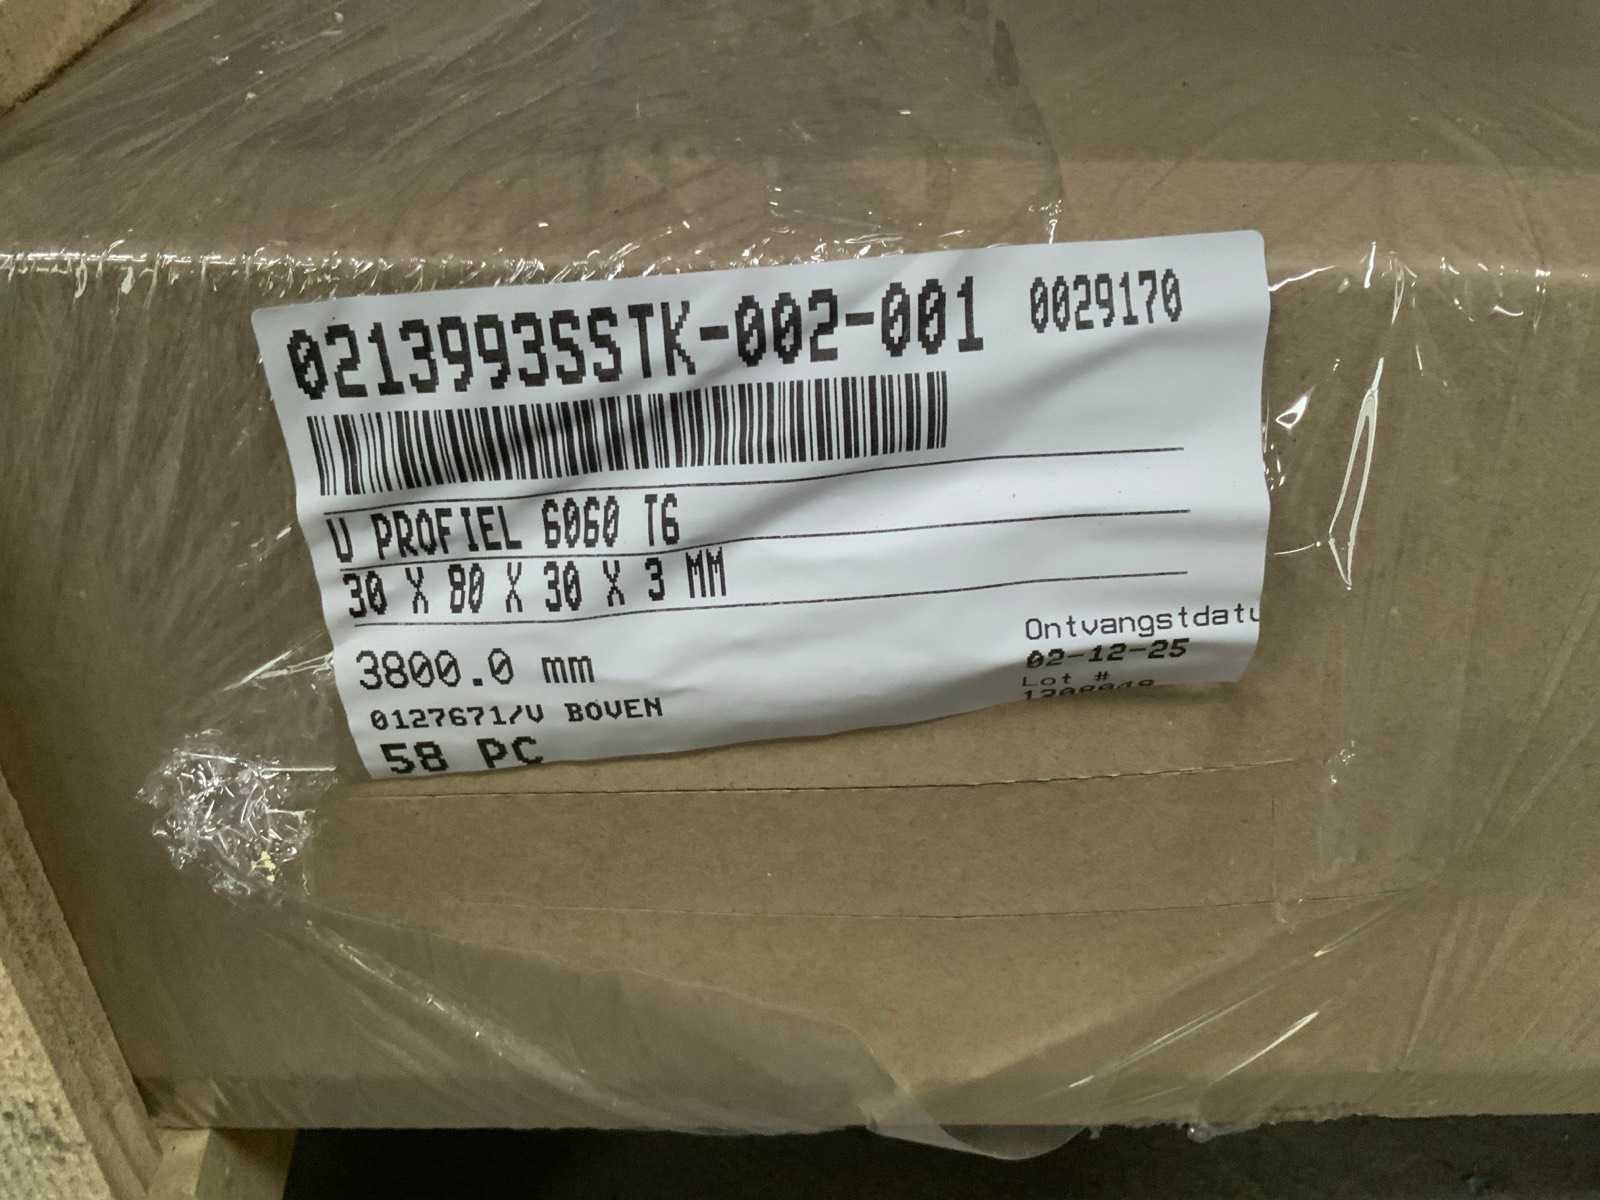 0213993SSTK-002-001 0029170
U PROFIEL 6060 T6
30 X 80 X 30 X 3 MM
3800.0 mm
Ontvangstdatu
02-12-25
Lot #
0127671/V BOVEN
58 PC